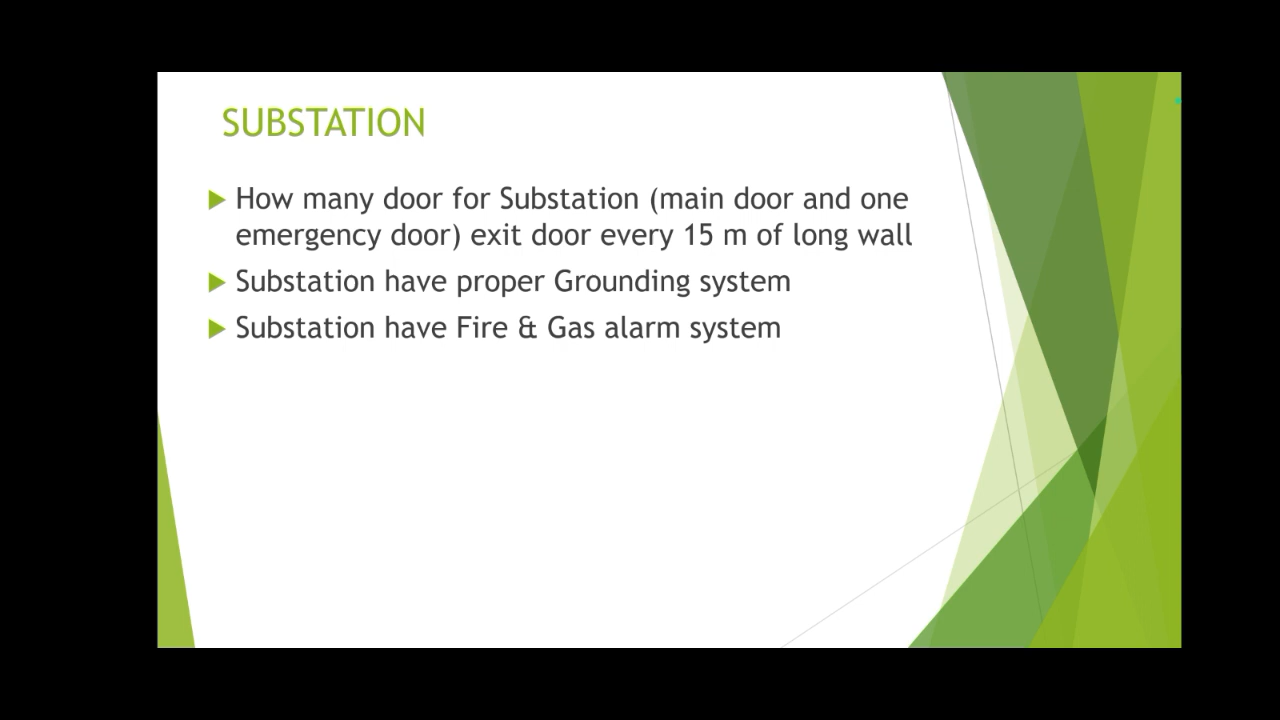 SUBSTATION
How many door for Substation (main door and one
emergency door) exit door every 15 m of long wall
Substation have proper Grounding system
Substation have Fire & Gas alarm system